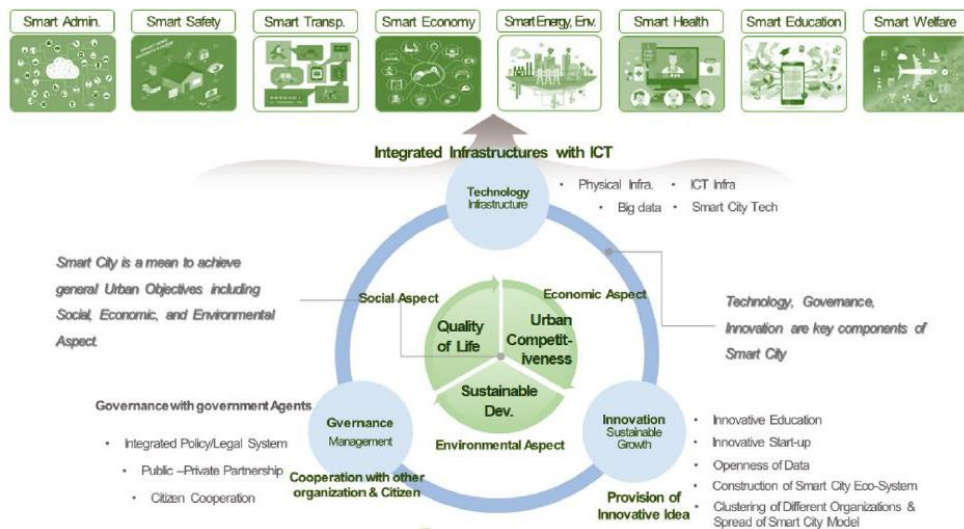 Smart Admin.
Smart Safety
Smart Transp.
Smart Economy
Smart Energy, Env.
Smart Health
Smart Education
Smart Welfare
Integrated Infrastructures with ICT
Technology
Infrastructure
• Physical Infra. • ICT Infra
• Big data • Smart City Tech
Smart City is a mean to achieve
general Urban Objectives including
Social, Economic, and Environmental
Aspect.
Social Aspect
Economic Aspect
Quality
of Life
Urban
Competit-
iveness
Sustainable
Dev.
Environmental Aspect
Technology, Governance,
Innovation are key components of
Smart City
Governance with government Agents
• Integrated Policy/Legal System
• Public –Private Partnership
• Citizen Cooperation
Gvernance
Management
Cooperation with other
organization & Citizen
Innovation
Sustainable
Growth
Provision of
Innovative Idea
• Innovative Education
• Innovative Start-up
• Openness of Data
• Construction of Smart City Eco-System
• Clustering of Different Organizations &
Spread of Smart City Model